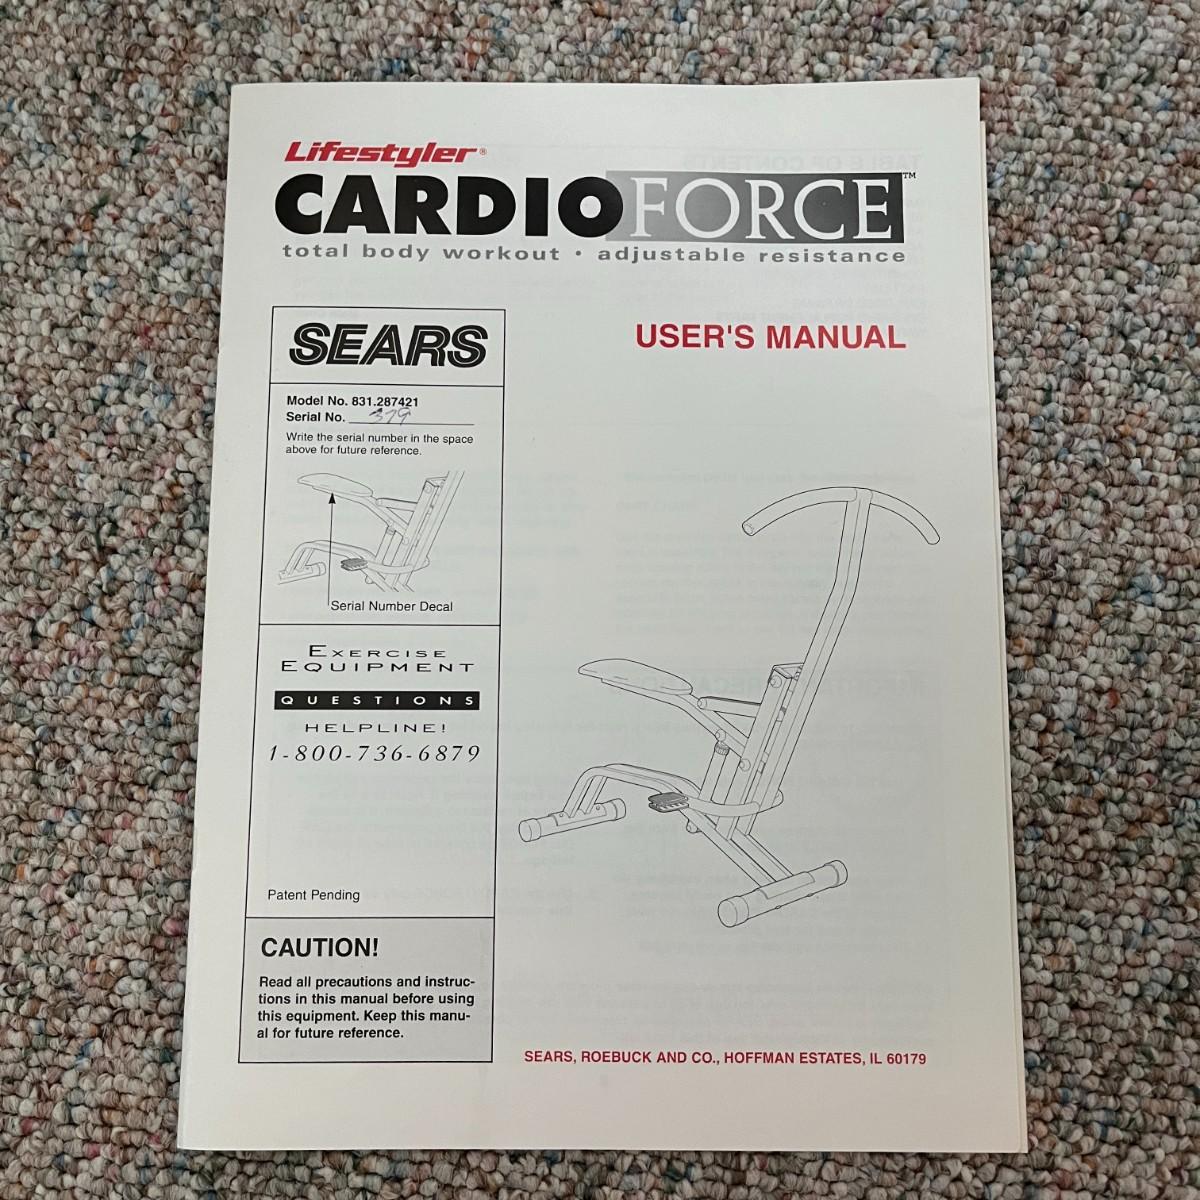 Lifestyler®
CARDIOFORCE™
total body workout • adjustable resistance
SEARS
Model No. 831.287421
Serial No. 379
Write the serial number in the space
above for future reference.
Serial Number Decal
EXERCISE
EQUIPMENT
QUESTIONS
HELPLINE!
1-800-736-6879
Patent Pending
CAUTION!
Read all precautions and instruc-
tions in this manual before using
this equipment. Keep this manu-
al for future reference.
USER'S MANUAL
SEARS, ROEBUCK AND CO., HOFFMAN ESTATES, IL 60179